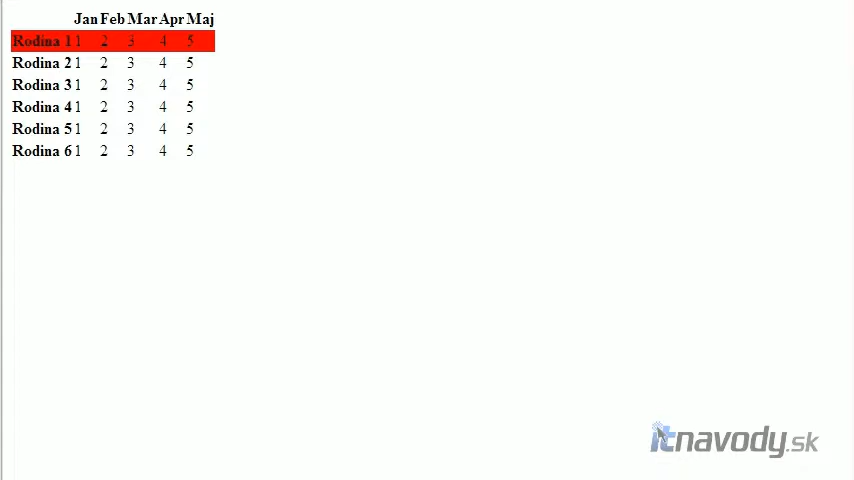 Jan Feb Mar Apr Maj
Rodina 1 1 2 3 4 5
Rodina 2 1 2 3 4 5
Rodina 3 1 2 3 4 5
Rodina 4 1 2 3 4 5
Rodina 5 1 2 3 4 5
Rodina 6 1 2 3 4 5
itnavody.sk